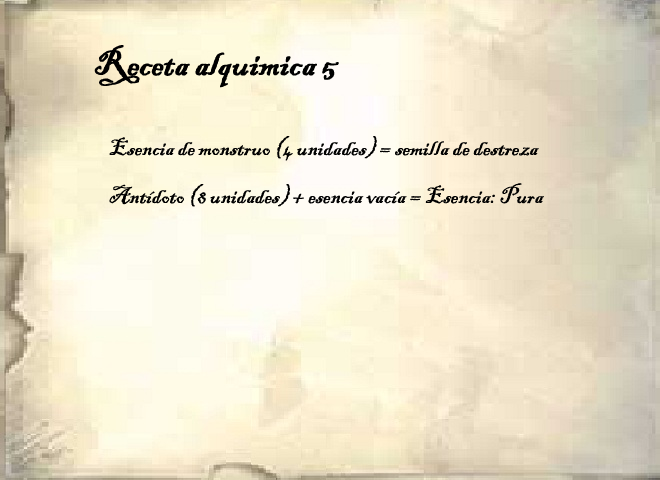 Receta alquimica 5
Esencia de monstruo (4 unidades) = semilla de destreza
Antídoto (8 unidades) + esencia vacía = Esencia: Pura